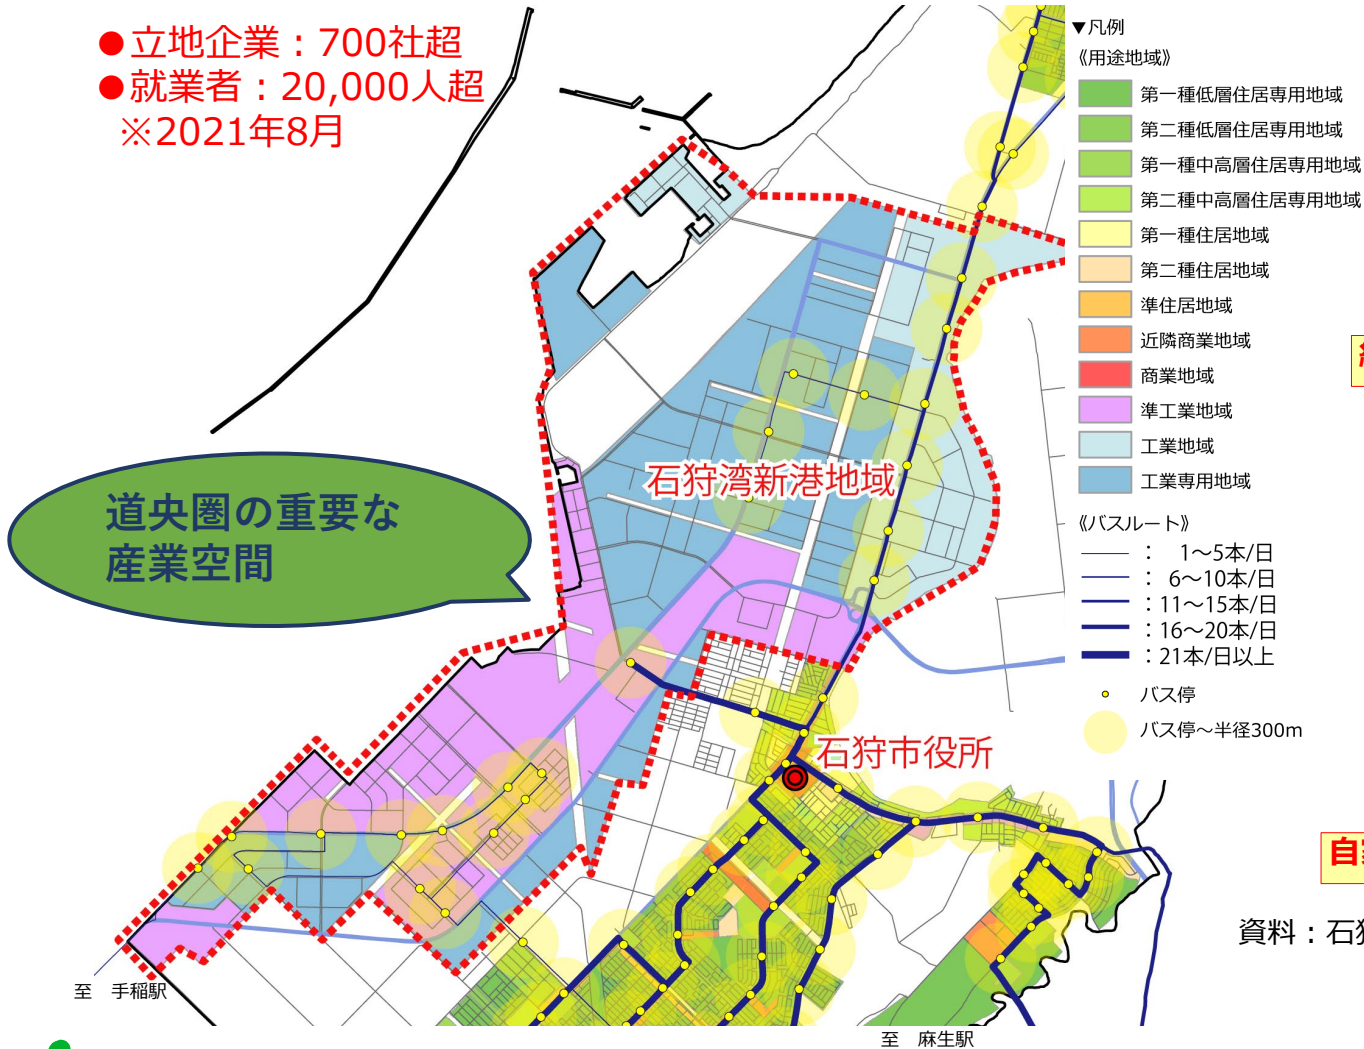 ●立地企業：700社超
●就業者：20,000人超
※2021年8月
道央圏の重要な
産業空間
石狩湾新港地域
石狩市役所
至　手稲駅
至　麻生駅
▼凡例
《用途地域》
第一種低層住居専用地域
第二種低層住居専用地域
第一種中高層住居専用地域
第二種中高層住居専用地域
第一種住居地域
第二種住居地域
準住居地域
近隣商業地域
商業地域
準工業地域
工業地域
工業専用地域
《バスルート》
：　1～5本/日
：　6～10本/日
：11～15本/日
：16～20本/日
：21本/日以上
バス停
バス停～半径300m
自
資料：石狩